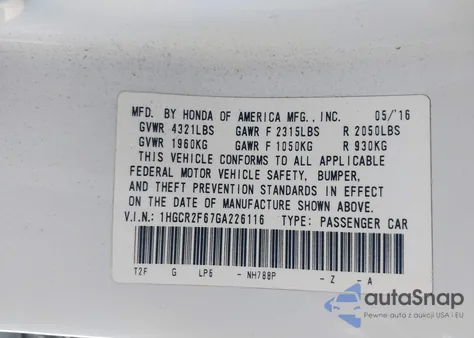 MFD. BY HONDA OF AMERICA MFG., INC. 05/'16
GVWR 4321LBS GAWR F 2315LBS R 2050LBS
GVWR 1960KG GAWR F 1050KG R 930KG
THIS VEHICLE CONFORMS TO ALL APPLICABLE
FEDERAL MOTOR VEHICLE SAFETY, BUMPER,
AND THEFT PREVENTION STANDARDS IN EFFECT
ON THE DATE OF MANUFACTURE SHOWN ABOVE.
V.I.N.: 1HGCR2F67GA226116 TYPE: PASSENGER CAR
T2F G LP6 - NH788P - Z - A
autoSnap
Pewne auta z USA i EU